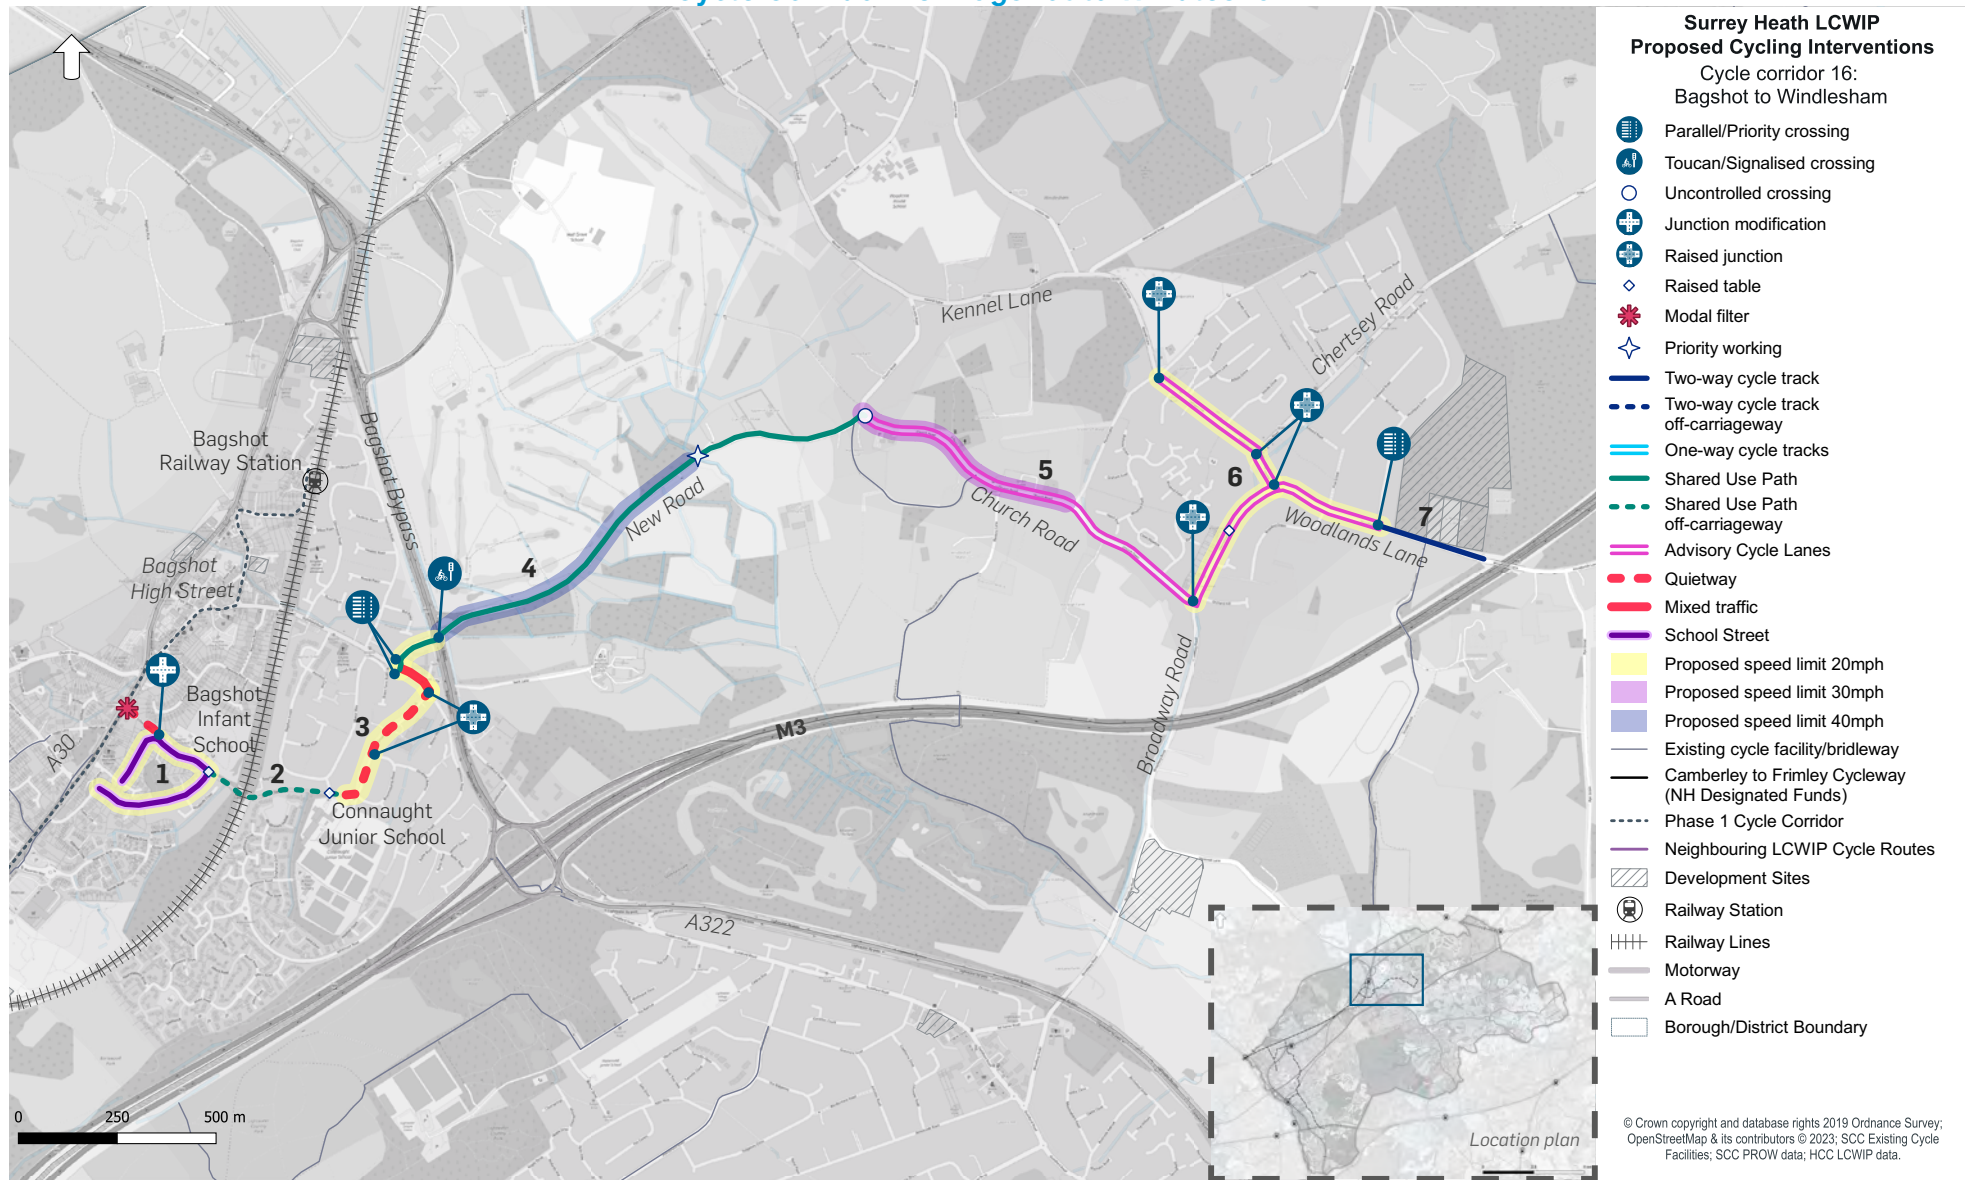 Surrey Heath LCWIP
Proposed Cycling Interventions
Cycle corridor 16:
Bagshot to Windlesham
Parallel/Priority crossing
Toucan/Signalised crossing
Uncontrolled crossing
Junction modification
Raised junction
Raised table
Modal filter
Priority working
Two-way cycle track
Two-way cycle track
off-carriageway
One-way cycle tracks
Shared Use Path
Shared Use Path
off-carriageway
Advisory Cycle Lanes
Quietway
Mixed traffic
School Street
Proposed speed limit 20mph
Proposed speed limit 30mph
Proposed speed limit 40mph
Existing cycle facility/bridleway
Camberley to Frimley Cycleway
(NH Designated Funds)
Phase 1 Cycle Corridor
Neighbouring LCWIP Cycle Routes
Development Sites
Railway Station
Railway Lines
Motorway
A Road
Borough/District Boundary
© Crown copyright and database rights 2019 Ordnance Survey;
OpenStreetMap & its contributors © 2023; SCC Existing Cycle
Facilities; SCC PROW data; HCC LCWIP data.
Kennel Lane
Chertsey Road
Bagshot
Railway Station
Bagshot Bypass
5
6
7
Church Road
Woodlands Lane
New Road
4
Bagshot
High Street
Bagshot
Infant
School
A30
1
2
3
Connaught
Junior School
M3
Broadway Road
A322
0 250 500 m
Location plan